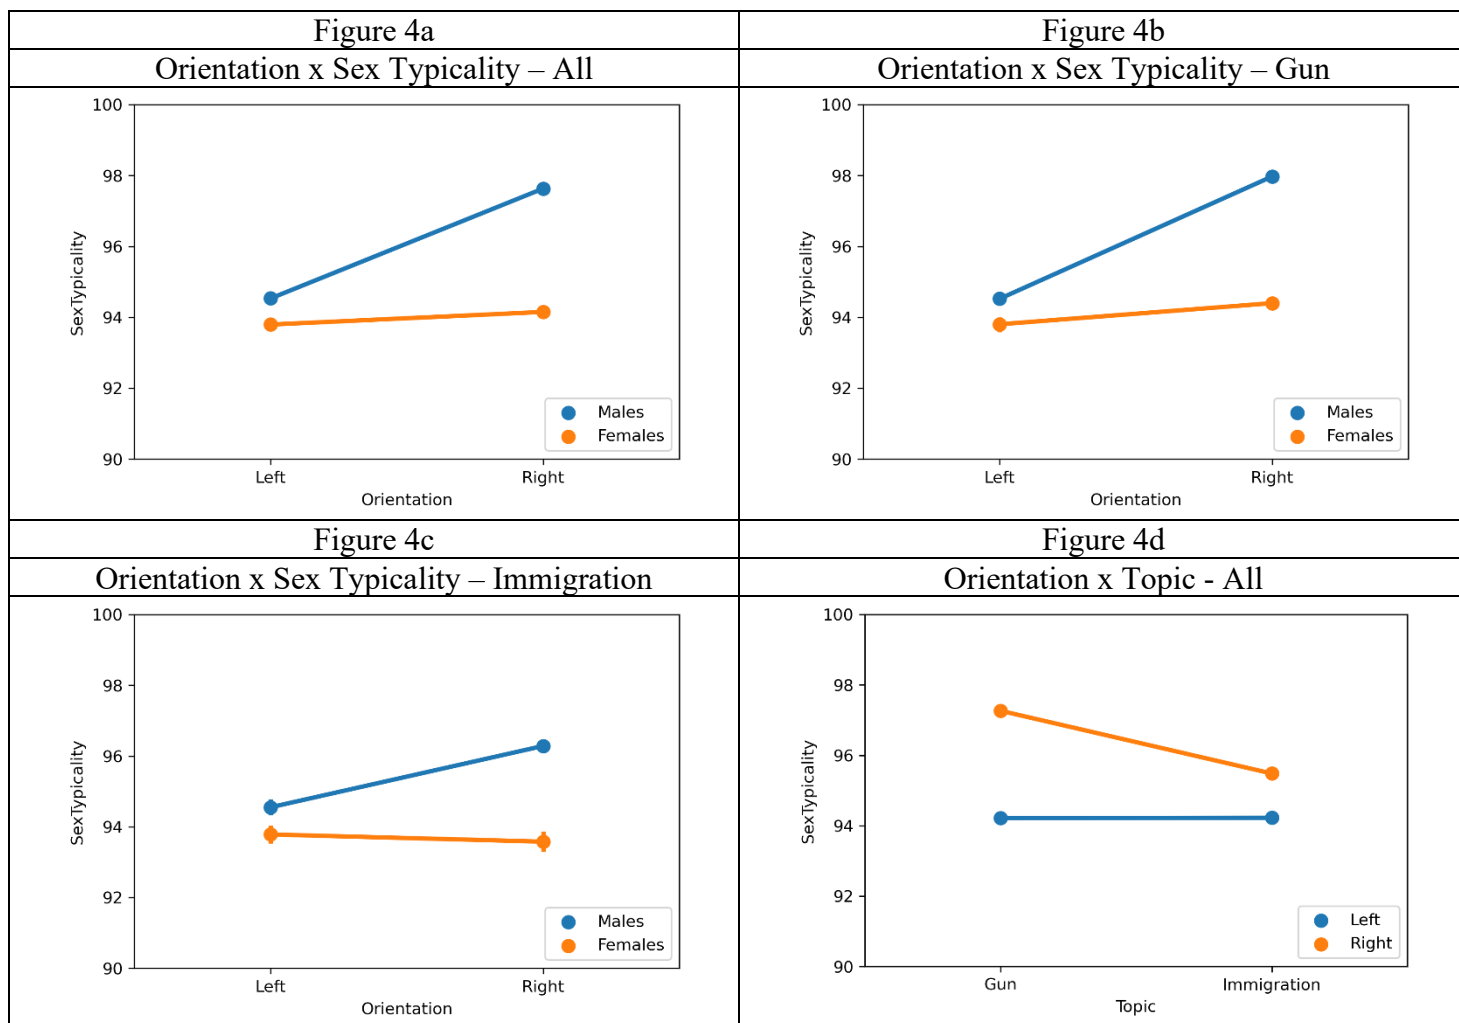 Figure 4a
Orientation x Sex Typicality – All
100
98
96
94
92
90
SexTypicality
Left
Right
Orientation
Males
Females
Figure 4b
Orientation x Sex Typicality – Gun
100
98
96
94
92
90
SexTypicality
Left
Right
Orientation
Males
Females
Figure 4c
Orientation x Sex Typicality – Immigration
100
98
96
94
92
90
SexTypicality
Left
Right
Orientation
Males
Females
Figure 4d
Orientation x Topic - All
100
98
96
94
92
90
SexTypicality
Gun
Immigration
Topic
Left
Right